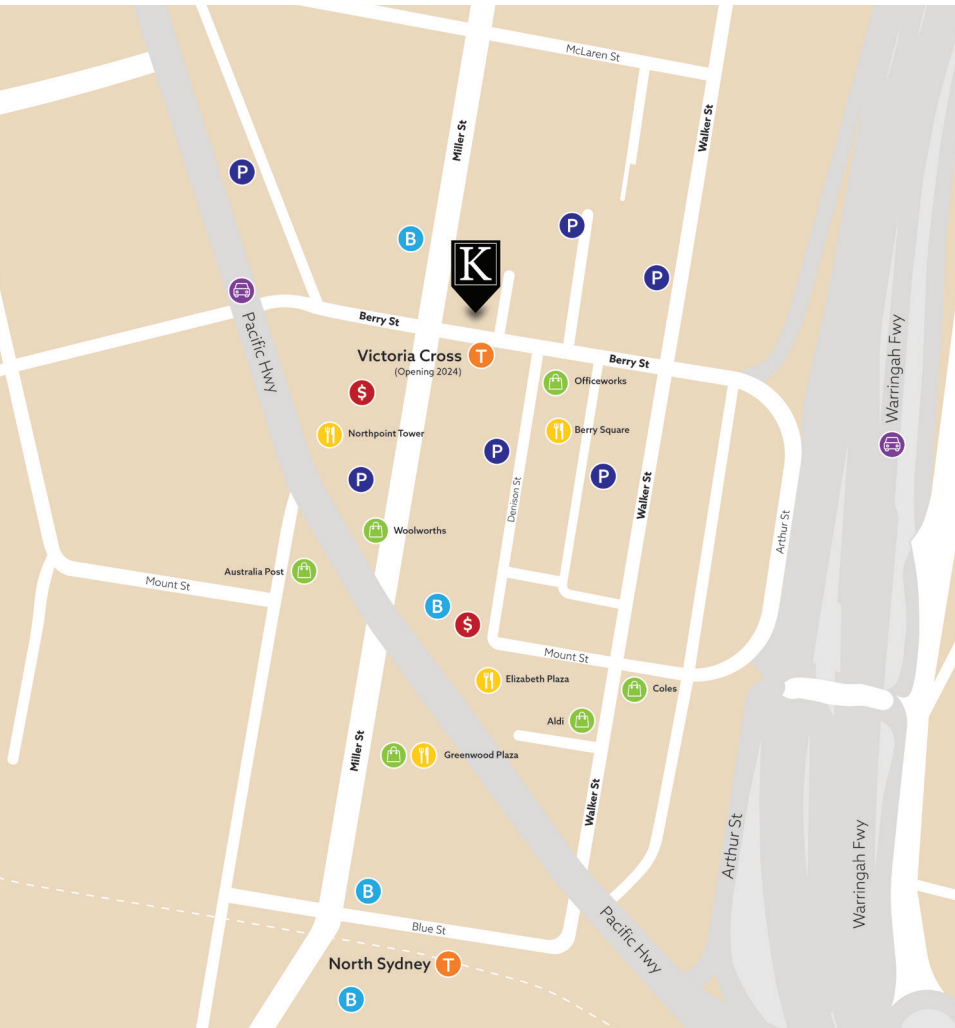 McLaren St
Miller St
Walker St
P
P
B
K
P
Berry St
Pacific Hwy
Victoria Cross
T
(Opening 2024)
Berry St
Warringah Fwy
Officeworks
$
Northpoint Tower
Berry Square
P
P
P
Denison St
Walker St
Arthur St
Woolworths
Australia Post
Mount St
B
$
Mount St
Elizabeth Plaza
Coles
Aldi
Miller St
Greenwood Plaza
Walker St
Arthur St
Warringah Fwy
B
Blue St
Pacific Hwy
North Sydney
T
B